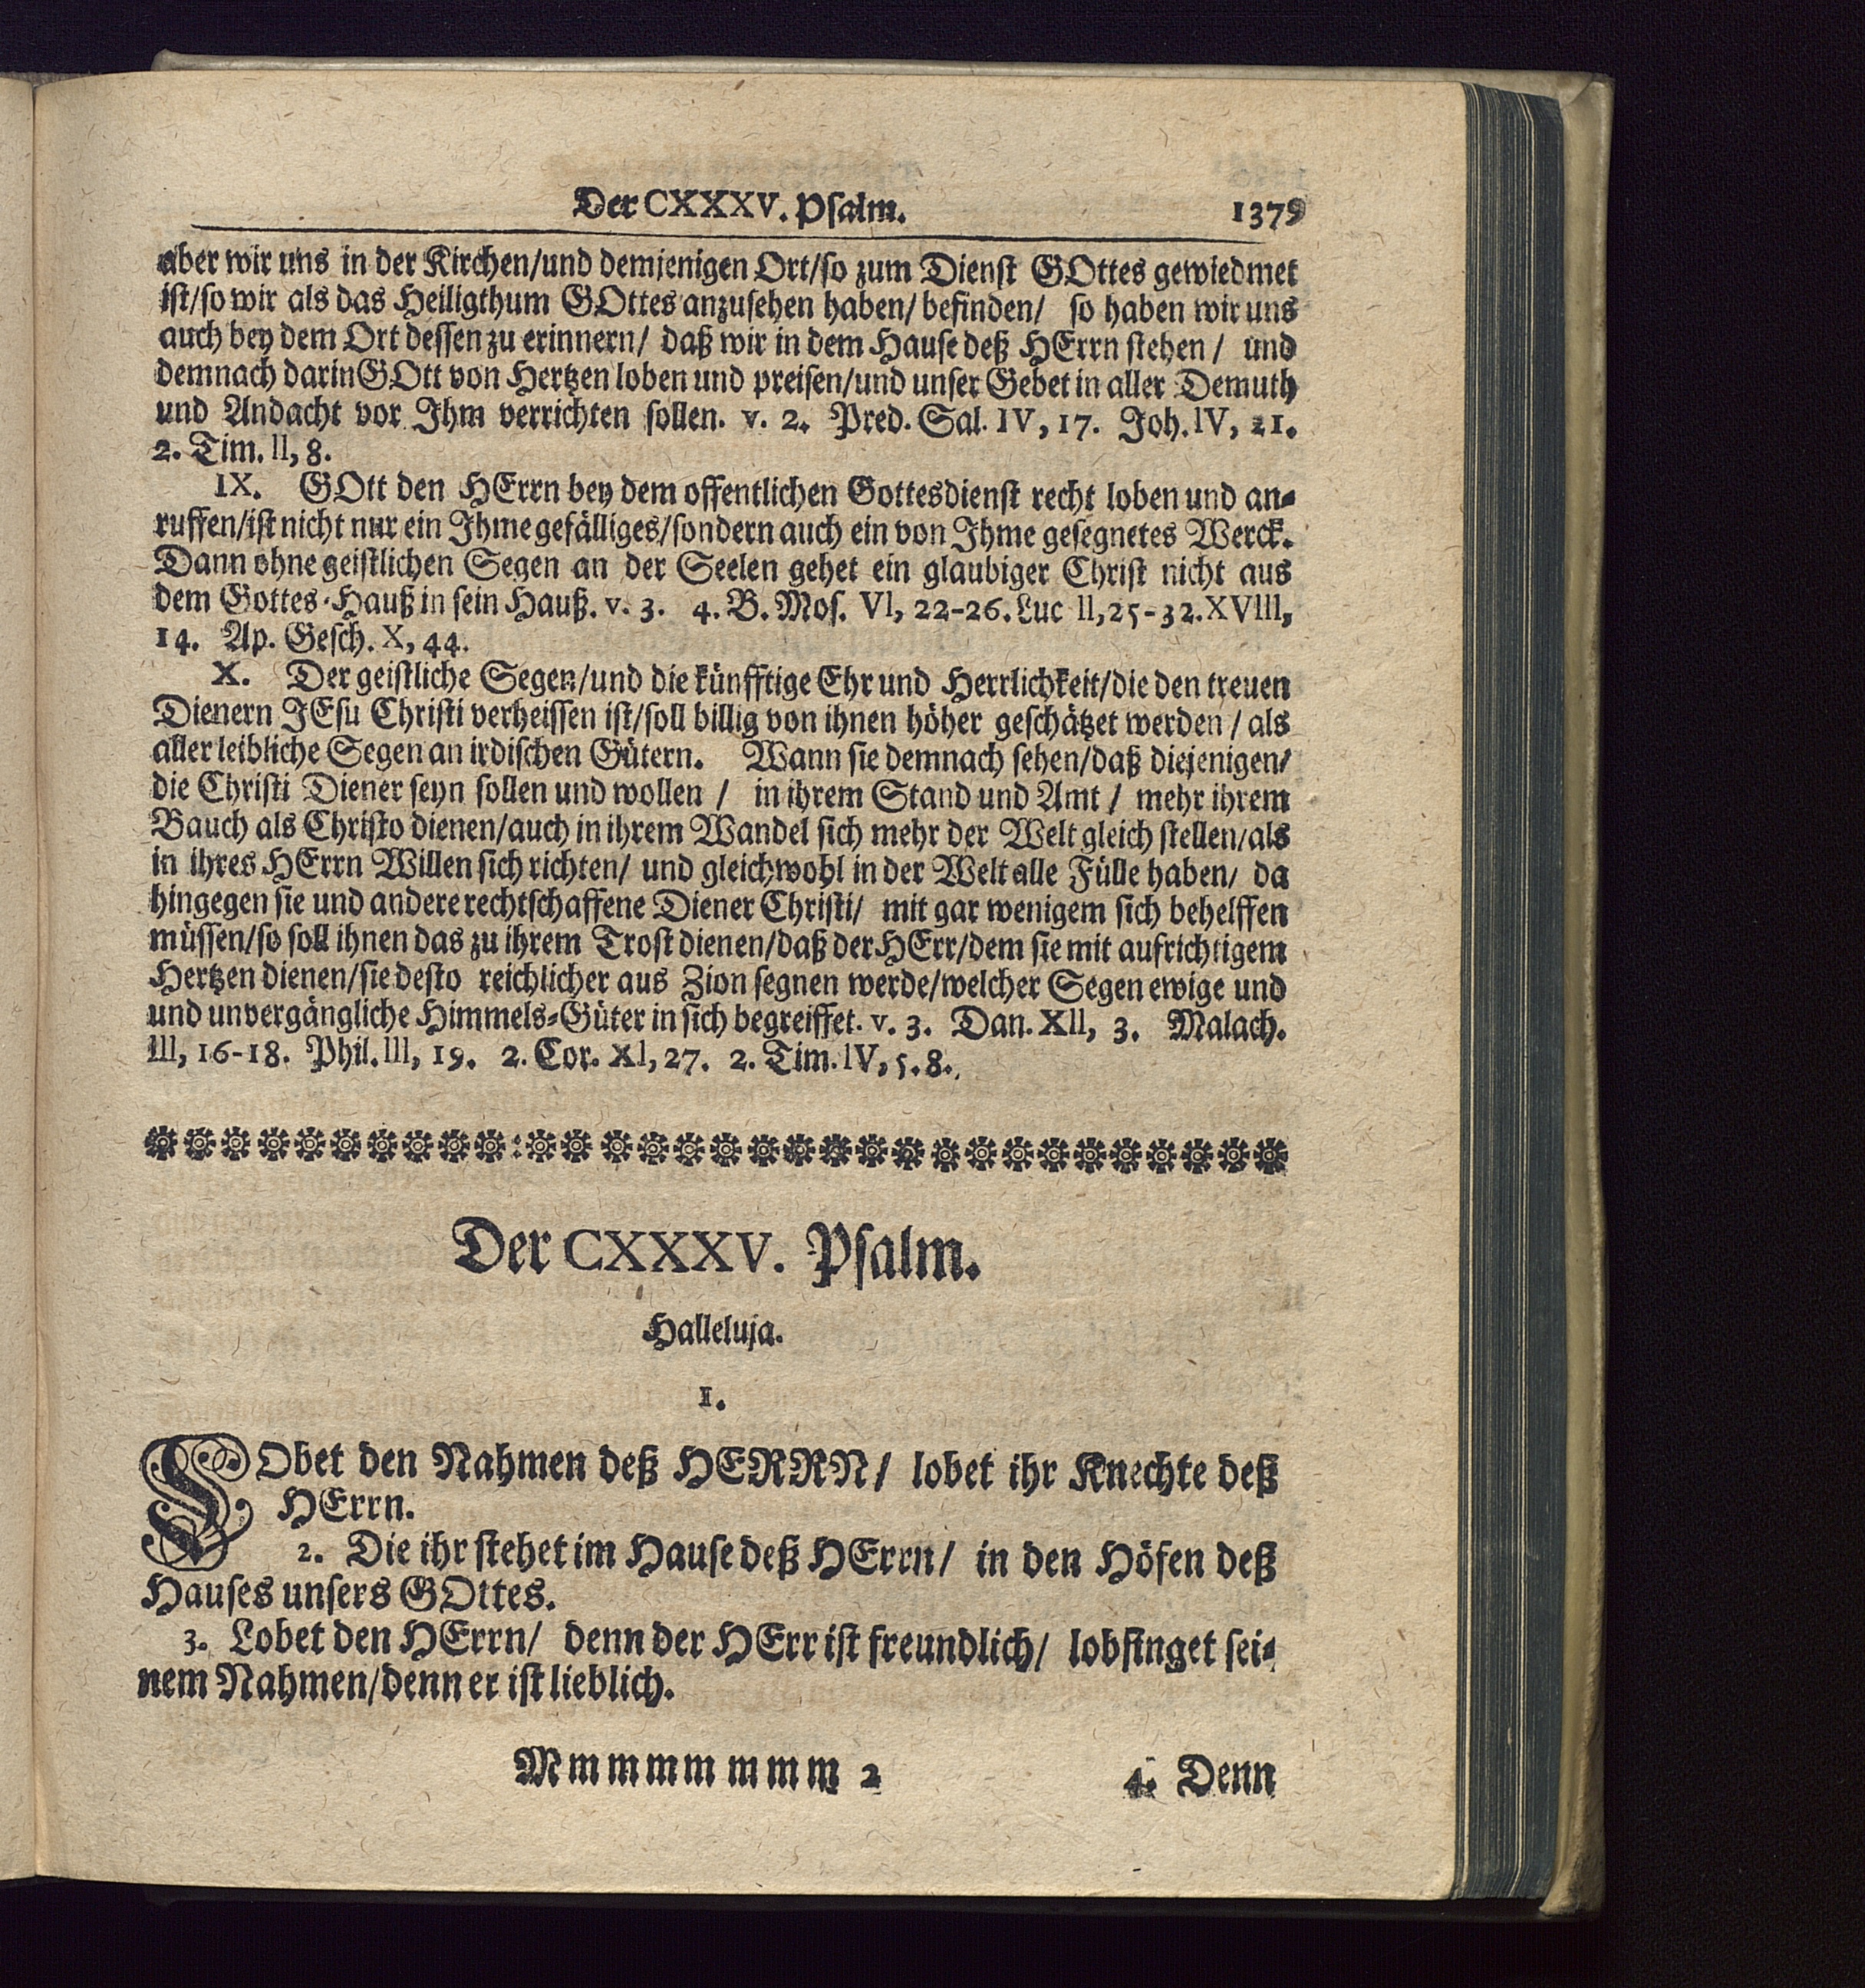 Der CXXXV. Psalm. 1379
aber wir uns in der Kirchen/und demjenigen Ort/so zum Dienst GOttes gewiedmet
ist/so wir als das Heiligthum GOttes anzusehen haben/ befinden/ so haben wir uns
auch bey dem Ort dessen zu erinnern/ daß wir in dem Hause deß HErrn stehen / und
demnach darin GOtt von Hertzen loben und preisen/und unser Gebet in aller Demuth
und Andacht vor Ihm verrichten sollen. v. 2. Pred. Sal. IV, 17. Joh. IV, 21.
2. Tim. II, 8.
IX. GOtt den HErrn bey dem offentlichen Gottesdienst recht loben und an-
ruffen/ist nicht nur ein Ihme gefälliges/sondern auch ein von Ihme gesegnetes Werck.
Dann ohne geistlichen Segen an der Seelen gehet ein glaubiger Christ nicht aus
dem Gottes-Hauß in sein Hauß. v. 3. 4. B. Mos. VI, 22-26. Luc II, 25-32. XVIII,
14. Ap. Gesch. X, 44.
X. Der geistliche Segen/und die künfftige Ehr und Herrlichkeit/die den treuen
Dienern JEsu Christi verheissen ist/soll billig von ihnen höher geschätzet werden / als
aller leibliche Segen an irdischen Gütern. Wann sie demnach sehen/daß diejenigen/
die Christi Diener seyn sollen und wollen / in ihrem Stand und Amt / mehr ihrem
Bauch als Christo dienen/auch in ihrem Wandel sich mehr der Welt gleich stellen/als
in ihres HErrn Willen sich richten/ und gleichwohl in der Welt alle Fülle haben/ da
hingegen sie und andere rechtschaffene Diener Christi/ mit gar wenigem sich behelffen
müssen/so soll ihnen das zu ihrem Trost dienen/daß der HErr/dem sie mit aufrichtigem
Hertzen dienen/sie desto reichlicher aus Zion segnen werde/welcher Segen ewige und
und unvergängliche Himmels-Güter in sich begreiffet. v. 3. Dan. XII, 3. Malach.
III, 16-18. Phil. III, 19. 2. Cor. XI, 27. 2. Tim. IV, 5. 8.
Der CXXXV. Psalm.
Halleluja.
1.
LObet den Nahmen deß HERRN/ lobet ihr Knechte deß
HErrn.
2. Die ihr stehet im Hause deß HErrn/ in den Höfen deß
Hauses unsers GOttes.
3. Lobet den HErrn/ denn der HErr ist freundlich/ lobsinget sei-
nem Nahmen/denn er ist lieblich.
Mmmmmmmm 2 4. Denn